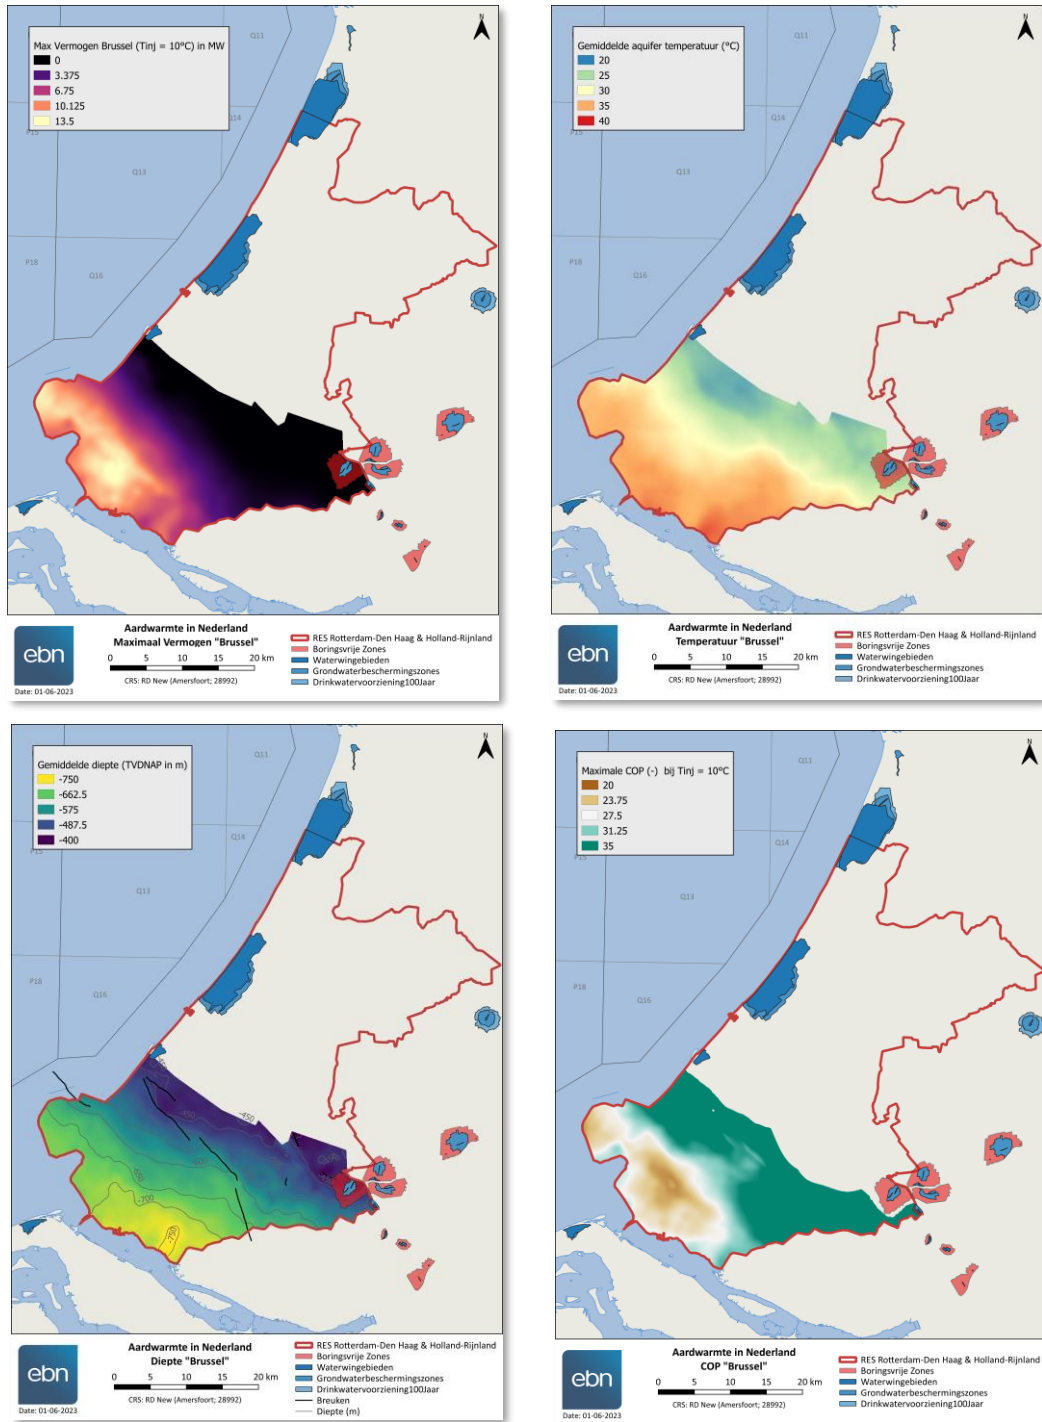 Max Vermogen Brussel (Tinj = 10°C) in MW
0
3.375
6.75
10.125
13.5
N
Q11
Q14
P15
Q13
P18
Q16
ebn
Date: 01-06-2023
Aardwarmte in Nederland
Maximaal Vermogen "Brussel"
0 5 10 15 20 km
CRS: RD New (Amersfoort; 28992)
RES Rotterdam-Den Haag & Holland-Rijnland
Boringsvrije Zones
Waterwingebieden
Grondwaterbeschermingszones
Drinkwatervoorziening100Jaar
Gemiddelde aquifer temperatuur (°C)
20
25
30
35
40
N
Q11
Q14
P15
Q13
P18
Q16
ebn
Date: 01-06-2023
Aardwarmte in Nederland
Temperatuur "Brussel"
0 5 10 15 20 km
CRS: RD New (Amersfoort; 28992)
RES Rotterdam-Den Haag & Holland-Rijnland
Boringsvrije Zones
Waterwingebieden
Grondwaterbeschermingszones
Drinkwatervoorziening100Jaar
Gemiddelde diepte (TVDNAP in m)
-750
-662.5
-575
-487.5
-400
N
Q11
Q14
P15
Q13
P18
Q16
-450
-450
-600
-700
-750
ebn
Date: 01-06-2023
Aardwarmte in Nederland
Diepte "Brussel"
0 5 10 15 20 km
CRS: RD New (Amersfoort; 28992)
RES Rotterdam-Den Haag & Holland-Rijnland
Boringsvrije Zones
Waterwingebieden
Grondwaterbeschermingszones
Drinkwatervoorziening100Jaar
Breuken
Diepte (m)
Maximale COP (-) bij Tinj = 10°C
20
23.75
27.5
31.25
35
N
Q11
Q14
P15
Q13
P18
Q16
ebn
Date: 01-06-2023
Aardwarmte in Nederland
COP "Brussel"
0 5 10 15 20 km
CRS: RD New (Amersfoort; 28992)
RES Rotterdam-Den Haag & Holland-Rijnland
Boringsvrije Zones
Waterwingebieden
Grondwaterbeschermingszones
Drinkwatervoorziening100Jaar